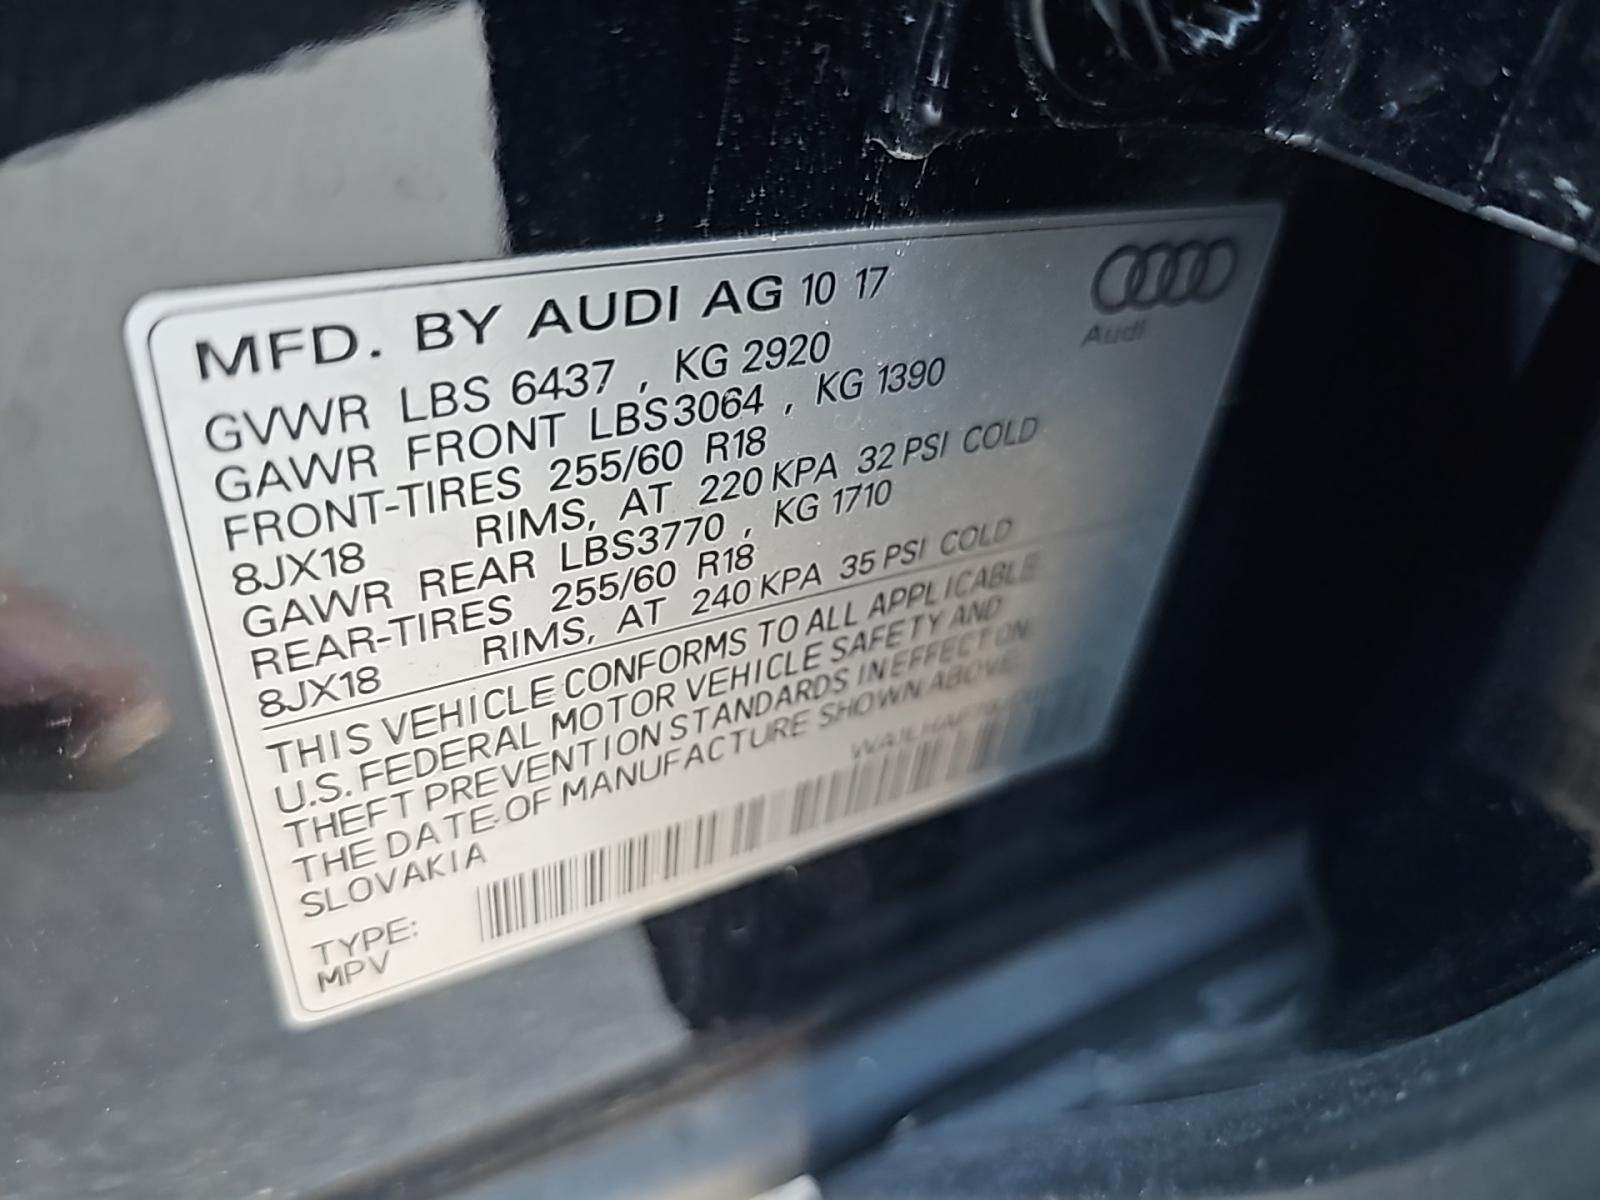 MFD. BY AUDI AG 10 17
Audi
GVWR LBS 6437 , KG 2920
GAWR FRONT LBS3064 , KG 1390
FRONT-TIRES 255/60 R18
8JX18 RIMS, AT 220 KPA 32 PSI COLD
GAWR REAR LBS3770 , KG 1710
REAR-TIRES 255/60 R18
8JX18 RIMS, AT 240 KPA 35 PSI COLD
THIS VEHICLE CONFORMS TO ALL APPLICABLE
U.S. FEDERAL MOTOR VEHICLE SAFETY AND
THEFT PREVENTION STANDARDS IN EFFECT ON
THE DATE OF MANUFACTURE SHOWN ABOVE
SLOVAKIA
TYPE:
MPV